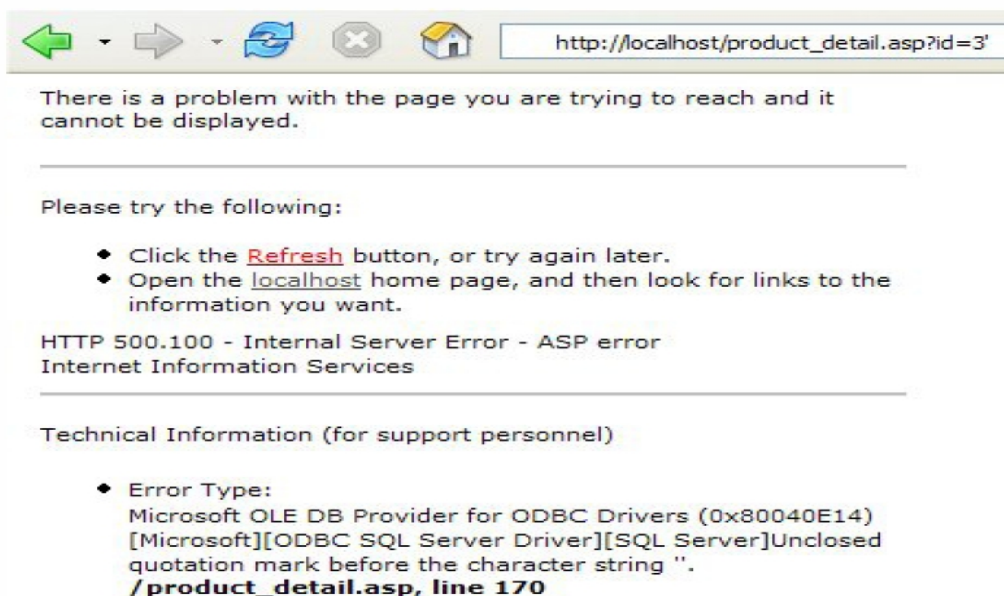 http://localhost/product_detail.asp?id=3'
There is a problem with the page you are trying to reach and it
cannot be displayed.
Please try the following:
Click the Refresh button, or try again later.
Open the localhost home page, and then look for links to the
information you want.
HTTP 500.100 - Internal Server Error - ASP error
Internet Information Services
Technical Information (for support personnel)
Error Type:
Microsoft OLE DB Provider for ODBC Drivers (0x80040E14)
[Microsoft][ODBC SQL Server Driver][SQL Server]Unclosed
quotation mark before the character string ''.
/product_detail.asp, line 170